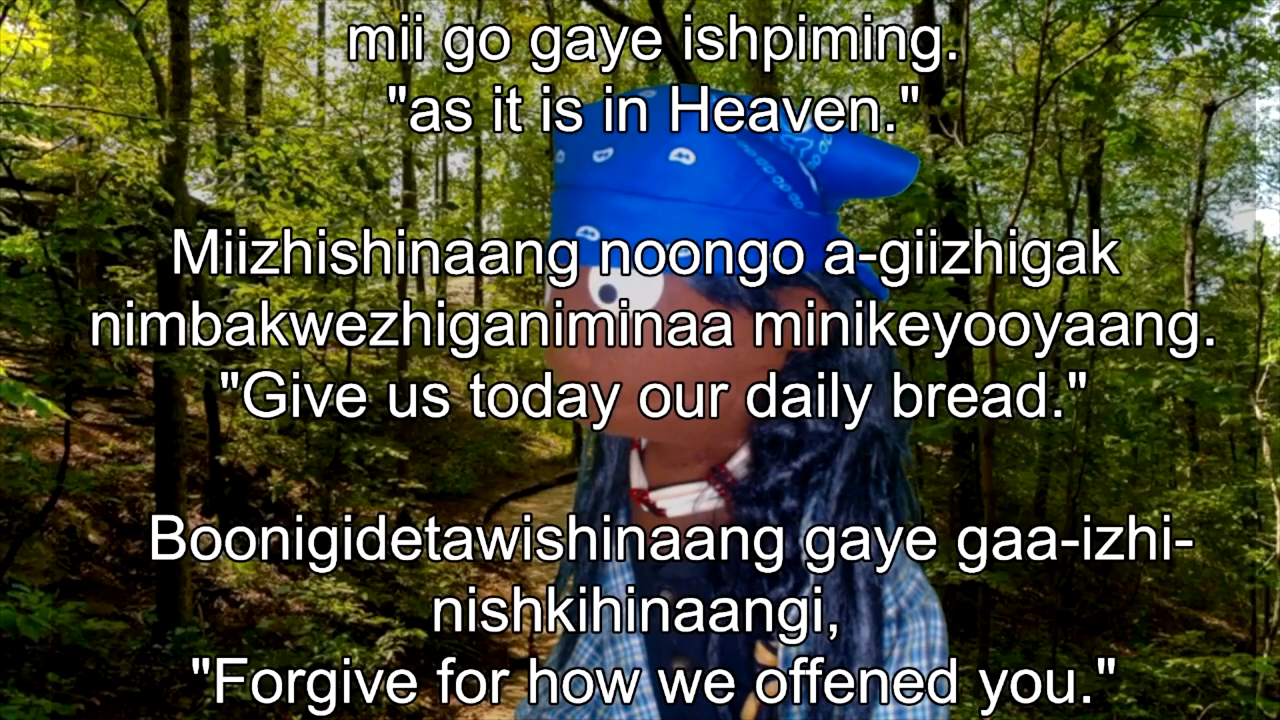 mii go gaye ishpiming.
"as it is in Heaven."
Miizhishinaang noongo a-giizhigak
nimbakwezhiganiminaa minikeyooyaang.
"Give us today our daily bread."
Boonigidetawishinaang gaye gaa-izhi-
nishkihinaangi,
"Forgive for how we offened you."